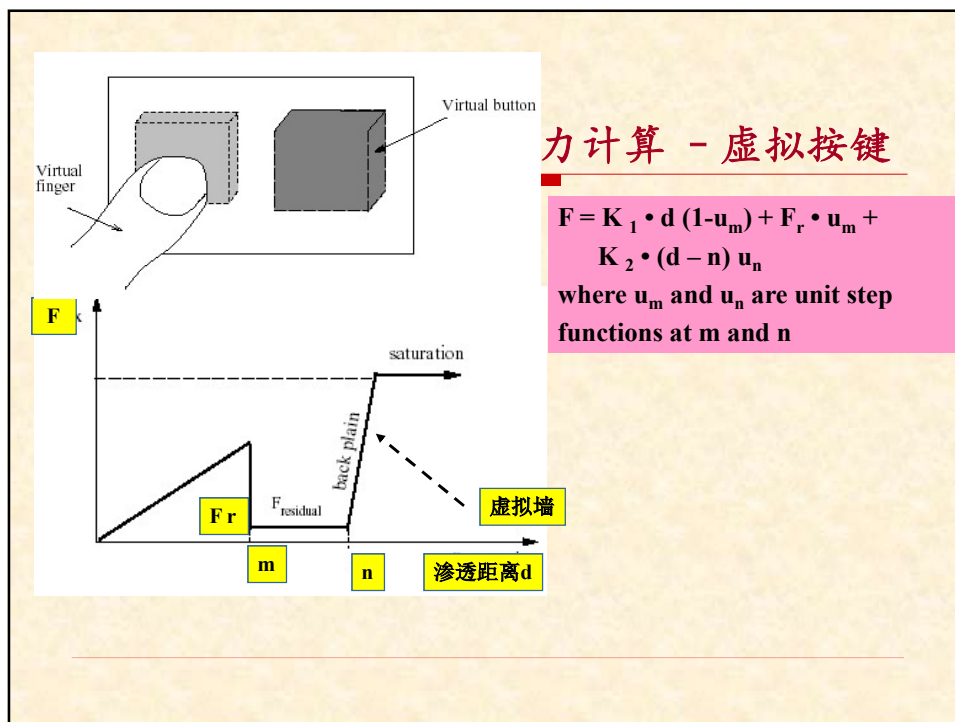 力计算 – 虚拟按键
Virtual button
Virtual
finger
F = K 1 • d (1-um) + Fr • um +
K 2 • (d – n) un
where um and un are unit step
functions at m and n
F
x
saturation
back plain
虚拟墙
F r
Fresidual
m
n
渗透距离d